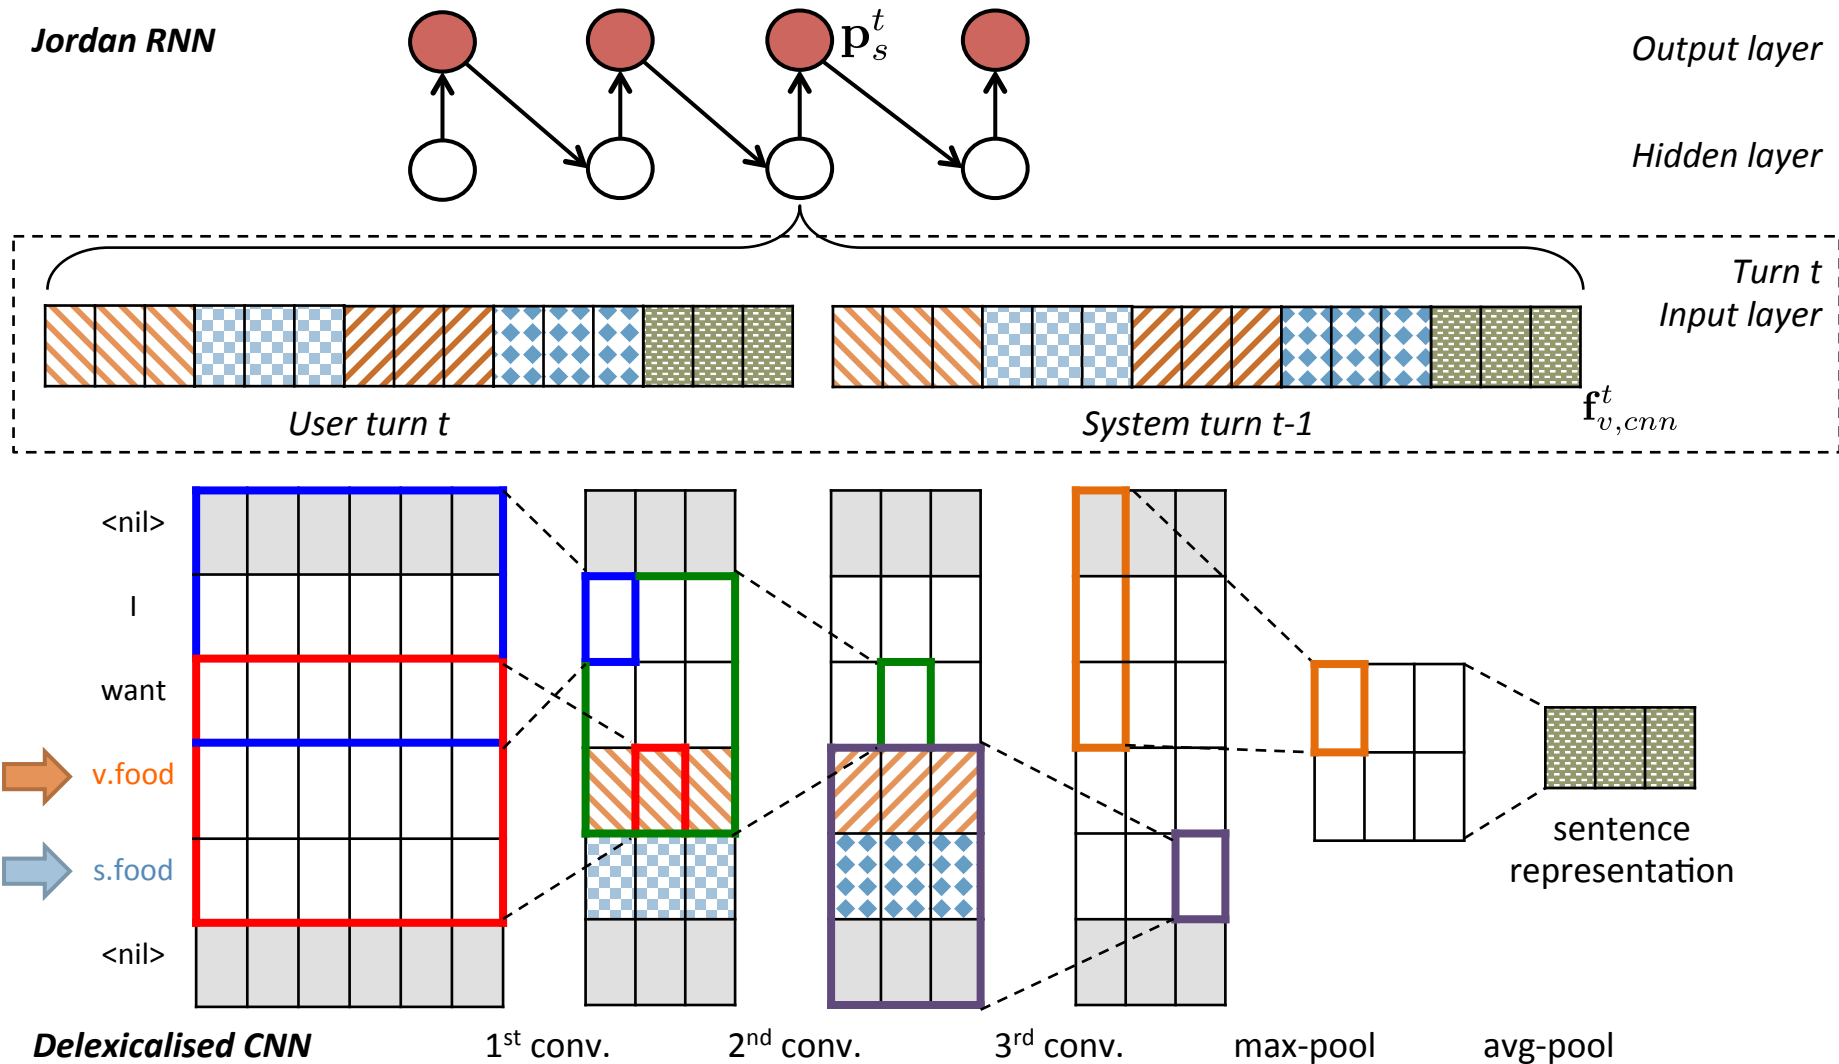 Jordan RNN
p_s^t
Output layer
Hidden layer
Turn t
Input layer
User turn t
System turn t-1
f_{v,cnn}^t
<nil>
I
want
v.food
s.food
<nil>
sentence
representation
Delexicalised CNN
1st conv.
2nd conv.
3rd conv.
max-pool
avg-pool